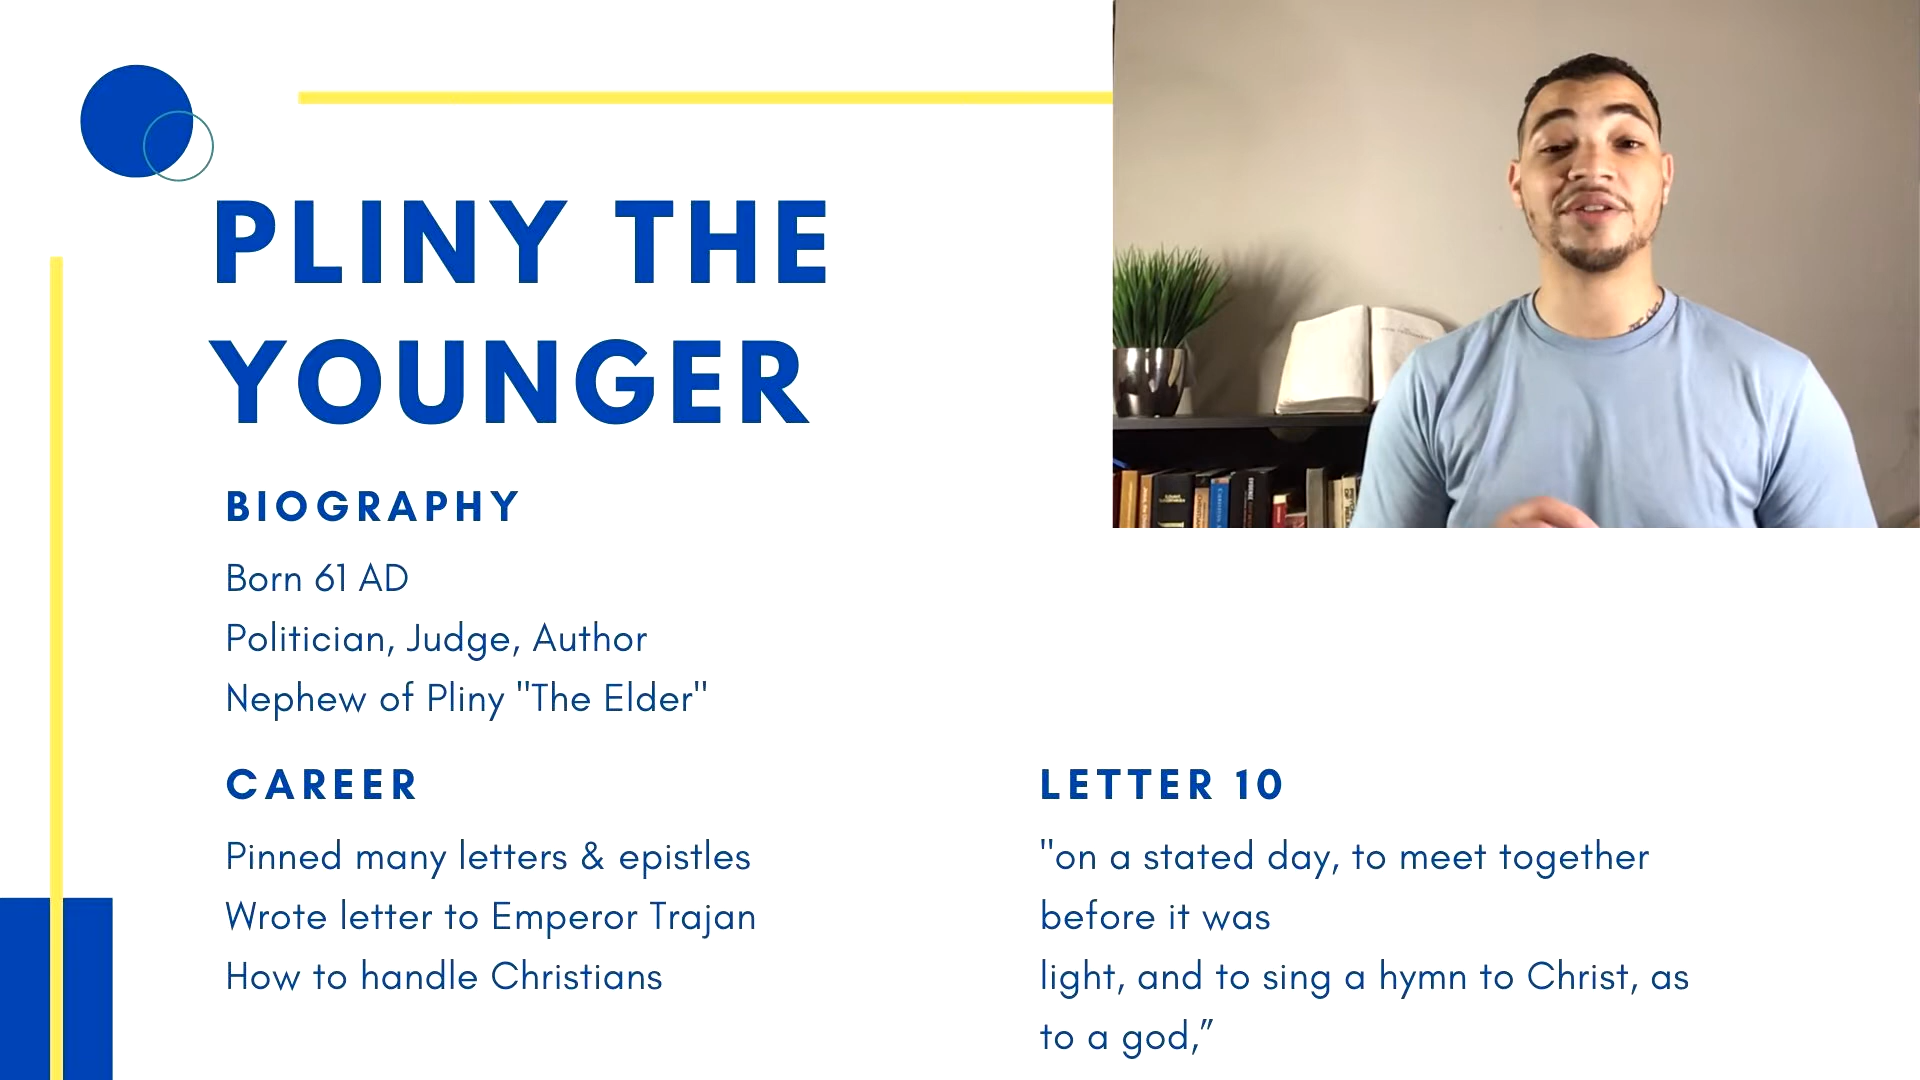 PLINY THE
YOUNGER
BIOGRAPHY
Born 61 AD
Politician, Judge, Author
Nephew of Pliny "The Elder"
CAREER
Pinned many letters & epistles
Wrote letter to Emperor Trajan
How to handle Christians
LETTER 10
"on a stated day, to meet together
before it was
light, and to sing a hymn to Christ, as
to a god,”